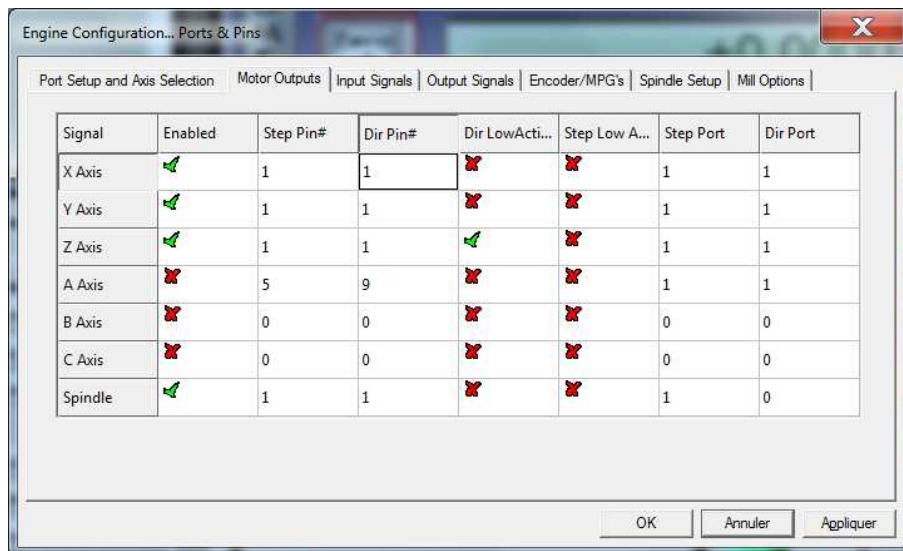 Engine Configuration... Ports & Pins
Port Setup and Axis Selection Motor Outputs Input Signals Output Signals Encoder/MPG's Spindle Setup Mill Options
Signal Enabled Step Pin# Dir Pin# Dir LowActi... Step Low A... Step Port Dir Port
X Axis 1 1 1 1
Y Axis 1 1 1 1
Z Axis 1 1 1 1
A Axis 5 9 1 1
B Axis 0 0 0 0
C Axis 0 0 0 0
Spindle 1 1 1 0
OK Annuler Appliquer